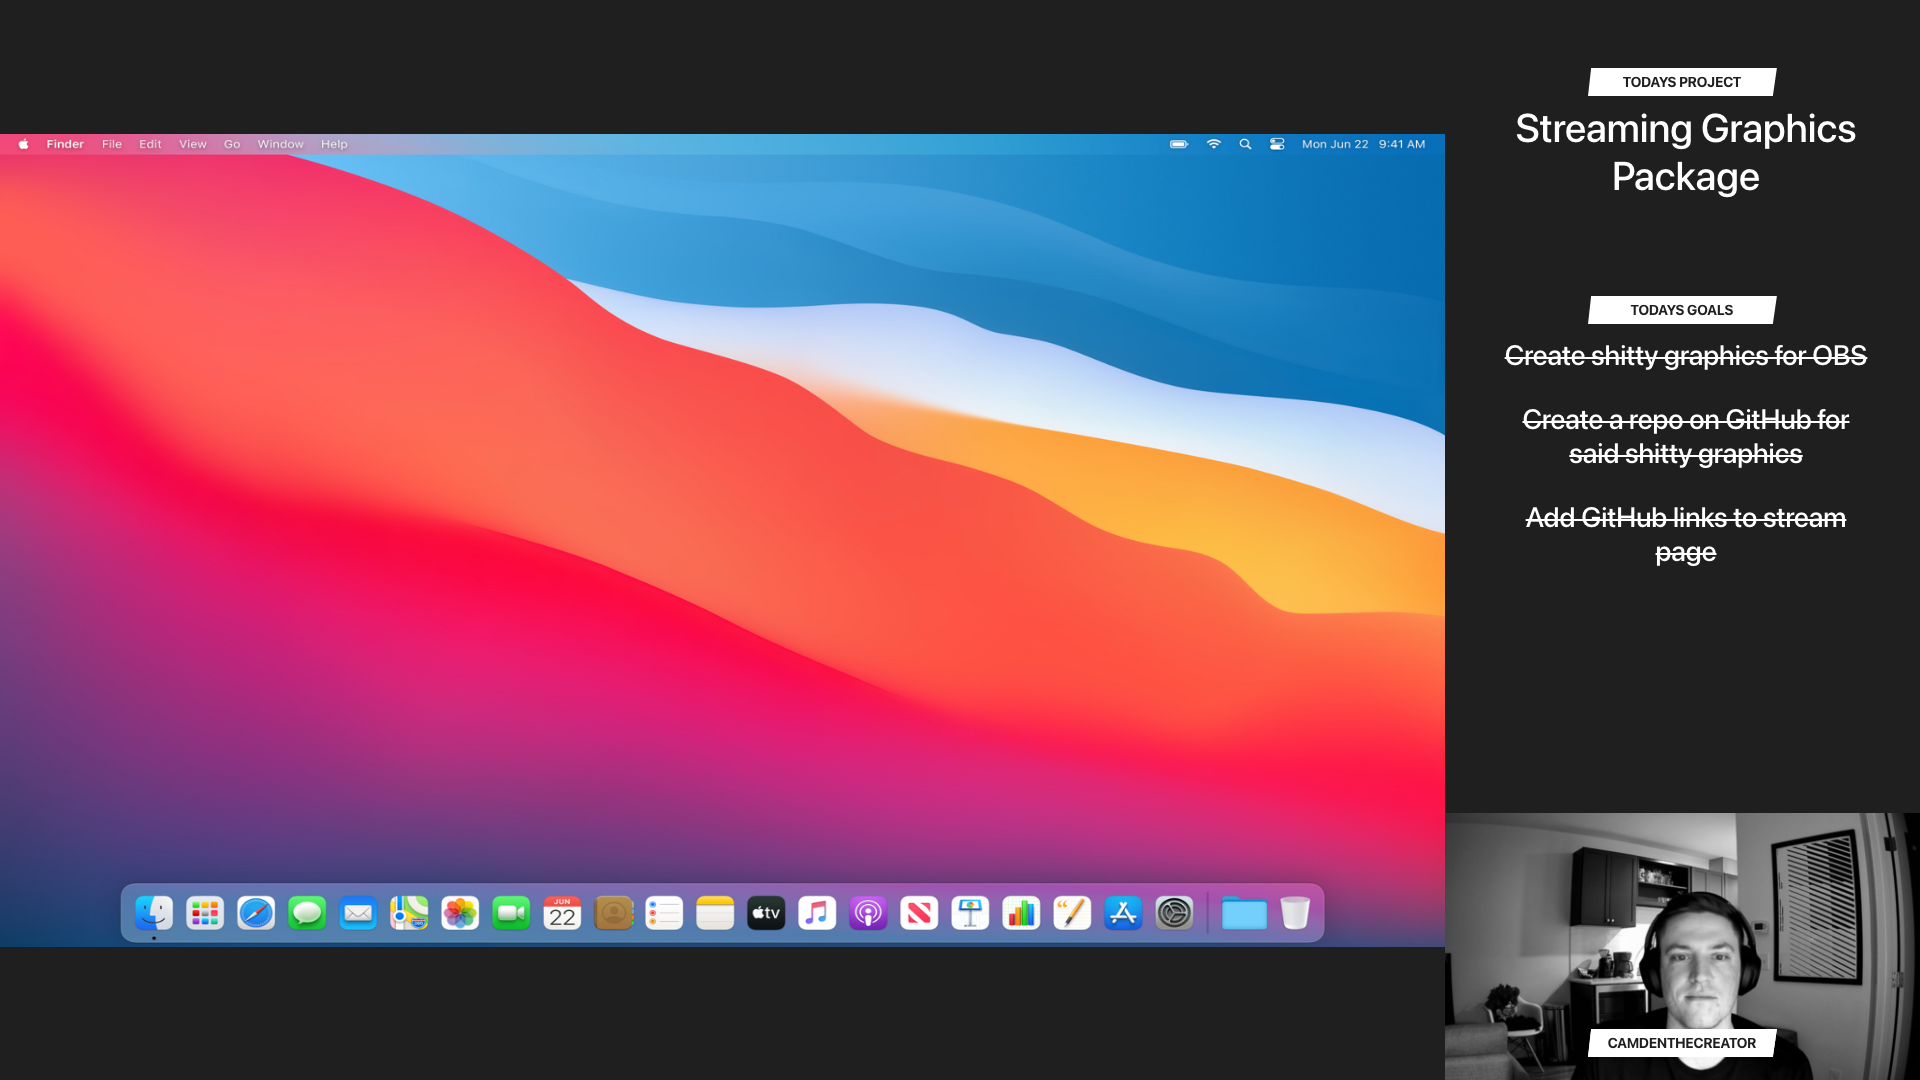 Finder File Edit View Go Window Help
Mon Jun 22 9:41 AM
TODAYS PROJECT
Streaming Graphics
Package
TODAYS GOALS
Create shitty graphics for OBS
Create a repo on GitHub for
said shitty graphics
Add GitHub links to stream
page
JUN
22
tv
CAMDENTHECREATOR